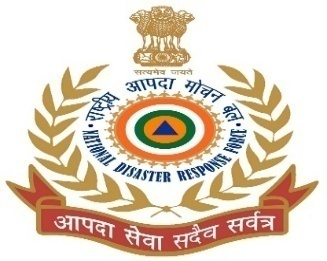 सत्यमेव जयते
राष्ट्रीय आपदा मोचन बल
NATIONAL DISASTER RESPONSE FORCE
आपदा सेवा सदैव सर्वत्र